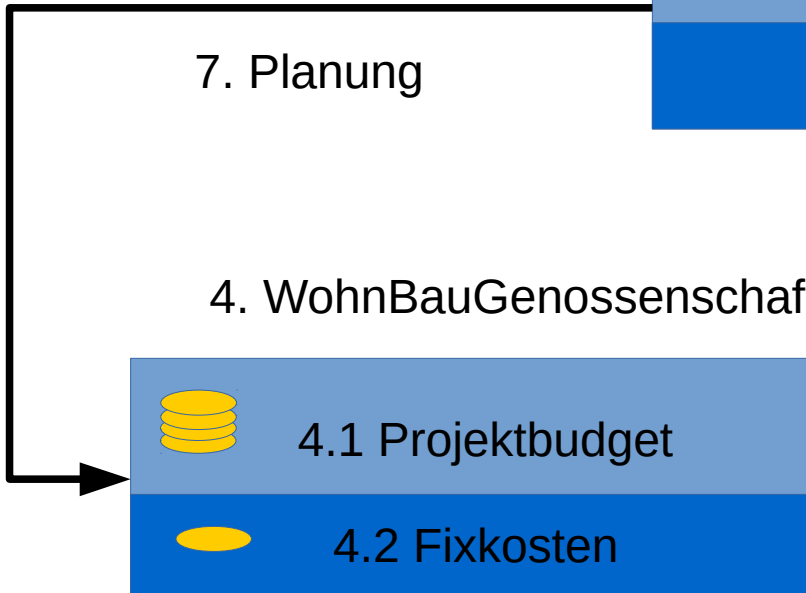 7. Planung
4. WohnBauGenossenschaf
4.1 Projektbudget
4.2 Fixkosten